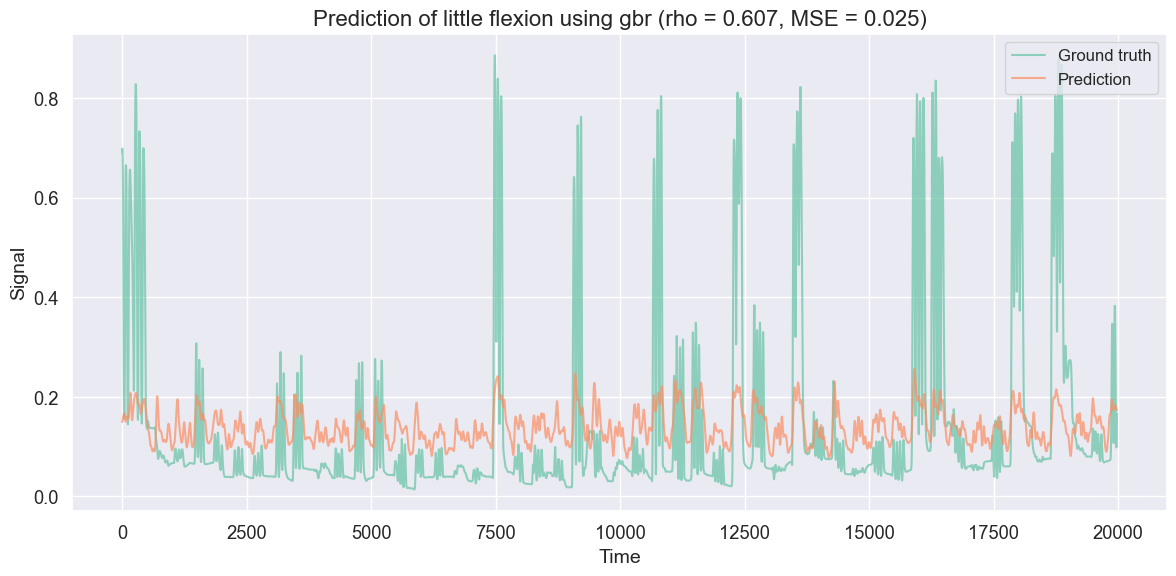 Prediction of little flexion using gbr (rho = 0.607, MSE = 0.025)
Ground truth
Prediction
0.8
0.6
0.4
0.2
0.0
Signal
0 2500 5000 7500 10000 12500 15000 17500 20000
Time